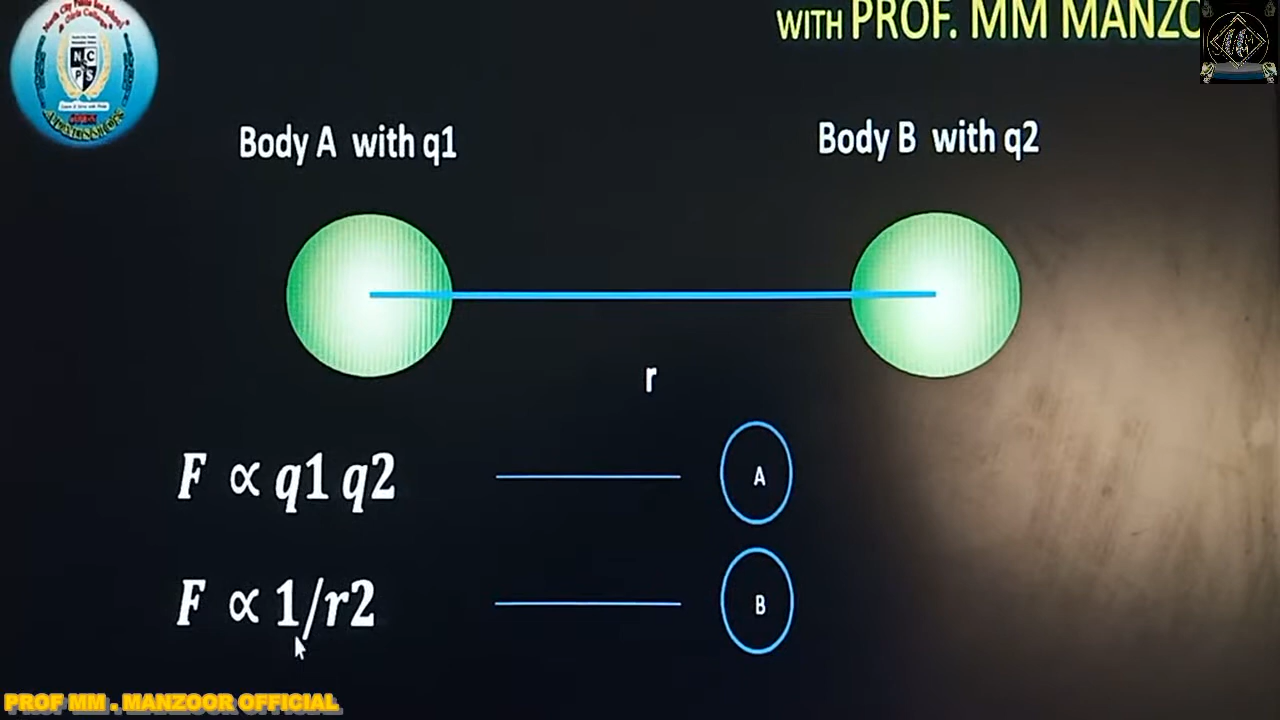 WITH PROF. MM MANZO
N C
P S
Body A with q1
Body B with q2
r
F ∝ q1 q2
A
F ∝ 1/r2
B
PROF MM . MANZOOR OFFICIAL